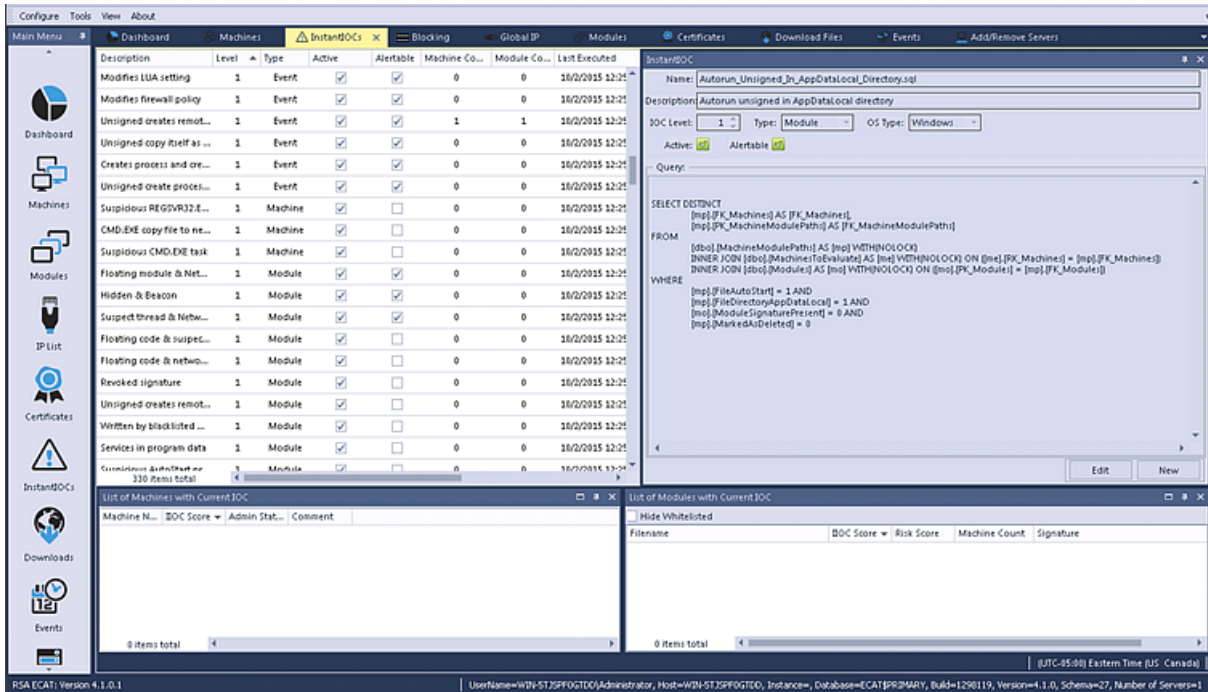 Configure Tools View About
Main Menu
Dashboard Machines InstantIOCs × Blocking Global IP Modules Certificates Download Files Events Add/Remove Servers
Dashboard
Machines
Modules
IP List
Certificates
InstantIOCs
Downloads
Events
Description Level Type Active Alertable Machine Co... Module Co... Last Executed
Modifies LUA setting 1 Event 0 0 10/2/2015 12:25
Modifies firewall policy 1 Event 0 0 10/2/2015 12:25
Unsigned creates remot... 1 Event 1 1 10/2/2015 12:25
Unsigned copy itself as ... 1 Event 0 0 10/2/2015 12:25
Creates process and cre... 1 Event 0 0 10/2/2015 12:25
Unsigned create proces... 1 Event 0 0 10/2/2015 12:25
Suspicious REGSVR32.E... 1 Machine 0 0 10/2/2015 12:25
CMD.EXE copy file to ne... 1 Machine 0 0 10/2/2015 12:25
Suspicious CMD.EXE task 1 Machine 0 0 10/2/2015 12:25
Floating module & Net... 1 Module 0 0 10/2/2015 12:25
Hidden & Beacon 1 Module 0 0 10/2/2015 12:25
Suspect thread & Netw... 1 Module 0 0 10/2/2015 12:25
Floating code & suspec... 1 Module 0 0 10/2/2015 12:25
Floating code & netwo... 1 Module 0 0 10/2/2015 12:25
Revoked signature 1 Module 0 0 10/2/2015 12:25
Unsigned creates remot... 1 Module 0 0 10/2/2015 12:25
Written by blacklisted ... 1 Module 0 0 10/2/2015 12:25
Services in program data 1 Module 0 0 10/2/2015 12:25
Suspicious AutoStart 1 Module 0 0 10/2/2015 12:25
330 items total
InstantIOC
Name: Autorun_Unsigned_In_AppDataLocal_Directory.sql
Description: Autorun unsigned in AppDataLocal directory
IOC Level: 1 Type: Module OS Type: Windows
Active: Alertable
Query:
SELECT DISTINCT
[mp].[FK_Machines] AS [FK_Machines],
[mp].[PK_MachineModulePaths] AS [FK_MachineModulePaths]
FROM
[dbo].[MachineModulePaths] AS [mp] WITH(NOLOCK)
INNER JOIN [dbo].[MachinesToEvaluate] AS [me] WITH(NOLOCK) ON ([me].[FK_Machines] = [mp].[FK_Machines])
INNER JOIN [dbo].[Modules] AS [mo] WITH(NOLOCK) ON ([mo].[PK_Modules] = [mp].[FK_Modules])
WHERE
[mp].[FileAutoStart] = 1 AND
[mp].[FileDirectoryAppDataLocal] = 1 AND
[mo].[ModuleSignaturePresent] = 0 AND
[mp].[MarkedAsDeleted] = 0
Edit New
List of Machines with Current IOC
Machine N... IOC Score Admin Stat... Comment
0 items total
List of Modules with Current IOC
Hide Whitelisted
Filename IOC Score Risk Score Machine Count Signature
0 items total
(UTC-05:00) Eastern Time (US Canada)
RSA ECAT: Version 4.1.0.1
UserName=WIN-5TJSPF0GTDD\Administrator, Host=WIN-5TJSPF0GTDD, Instance=, Database=ECAT$PRIMARY, Build=1298119, Version=4.1.0, Schema=27, Number of Servers=1